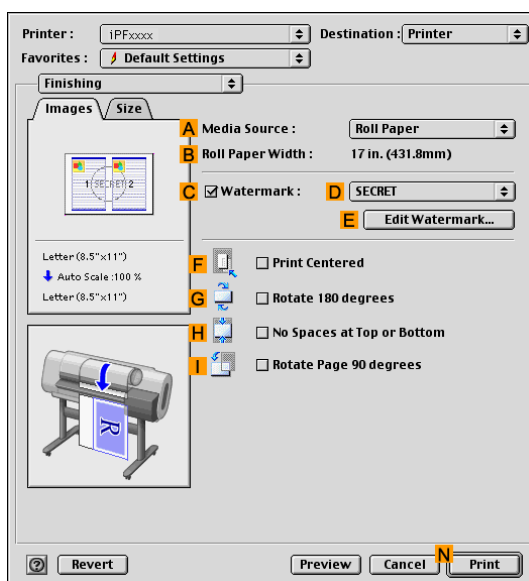 Printer : iPFxxxx Destination : Printer
Favorites : Default Settings
Finishing
Images Size
A Media Source : Roll Paper
B Roll Paper Width : 17 in. (431.8mm)
1 SECRET 2
C Watermark : D SECRET
E Edit Watermark...
Letter (8.5"x11")
Auto Scale :100 %
Letter (8.5"x11")
F Print Centered
G Rotate 180 degrees
H No Spaces at Top or Bottom
I Rotate Page 90 degrees
R
? Revert Preview Cancel N Print